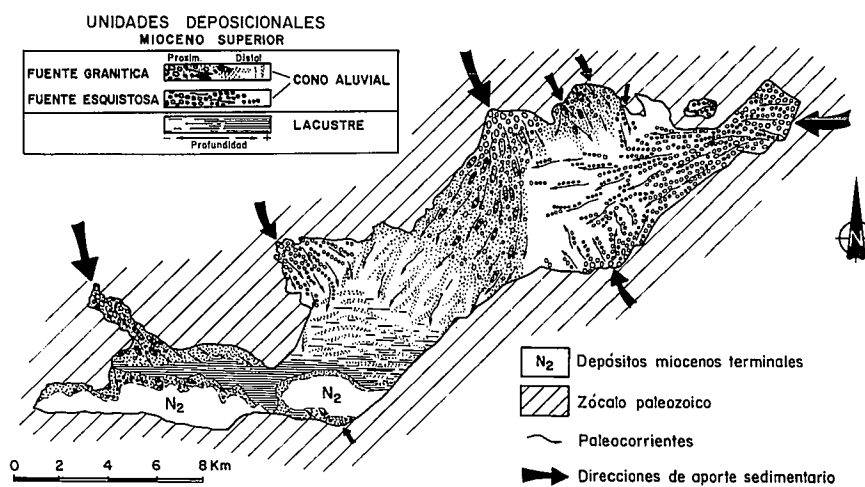 UNIDADES DEPOSICIONALES
MIOCENO SUPERIOR
Proxim. Distal
FUENTE GRANITICA
CONO ALUVIAL
FUENTE ESQUISTOSA
LACUSTRE
- Profundidad +
N
N₂
N₂
N₂ Depósitos miocenos terminales
Zócalo paleozoico
Paleocorrientes
Direcciones de aporte sedimentario
0 2 4 6 8 Km